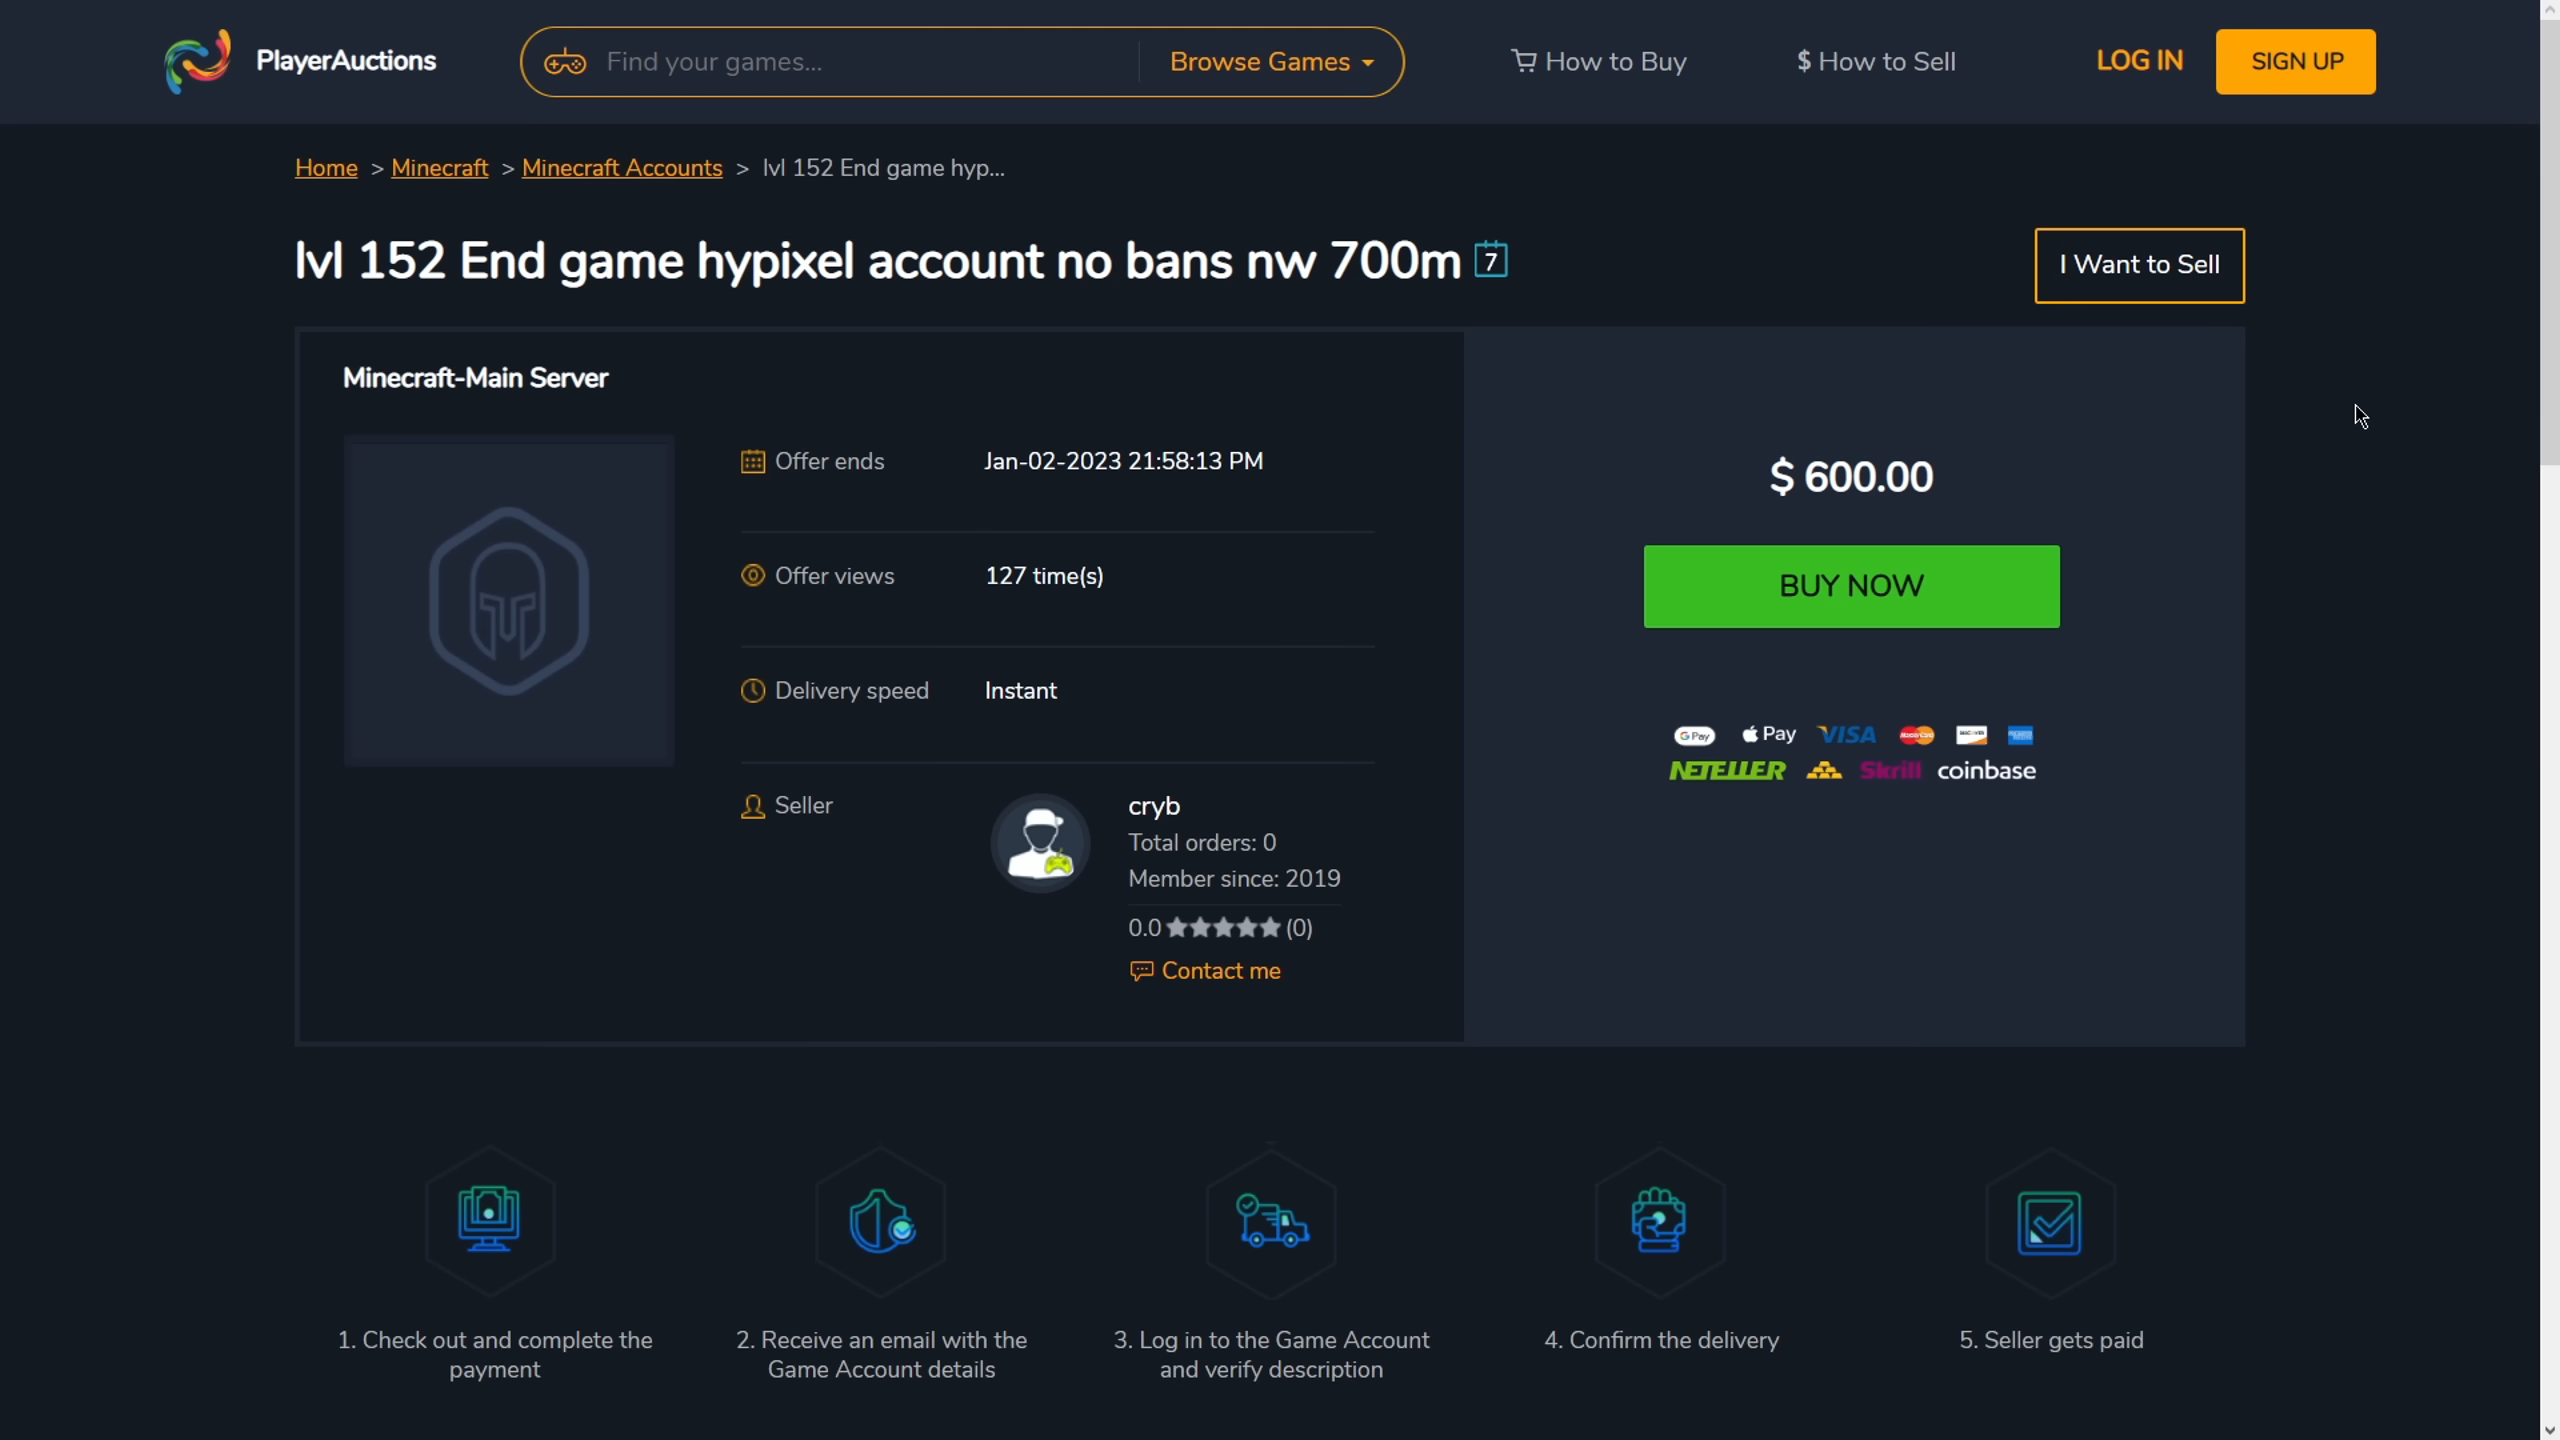 PlayerAuctions
Find your games...
Browse Games
How to Buy
$ How to Sell
LOG IN
SIGN UP
Home > Minecraft > Minecraft Accounts > lvl 152 End game hyp...
lvl 152 End game hypixel account no bans nw 700m 7
I Want to Sell
Minecraft-Main Server
Offer ends Jan-02-2023 21:58:13 PM
Offer views 127 time(s)
Delivery speed Instant
Seller
cryb
Total orders: 0
Member since: 2019
0.0 (0)
Contact me
$ 600.00
BUY NOW
G Pay Pay VISA
NETELLER Skrill coinbase
1. Check out and complete the
payment
2. Receive an email with the
Game Account details
3. Log in to the Game Account
and verify description
4. Confirm the delivery
5. Seller gets paid